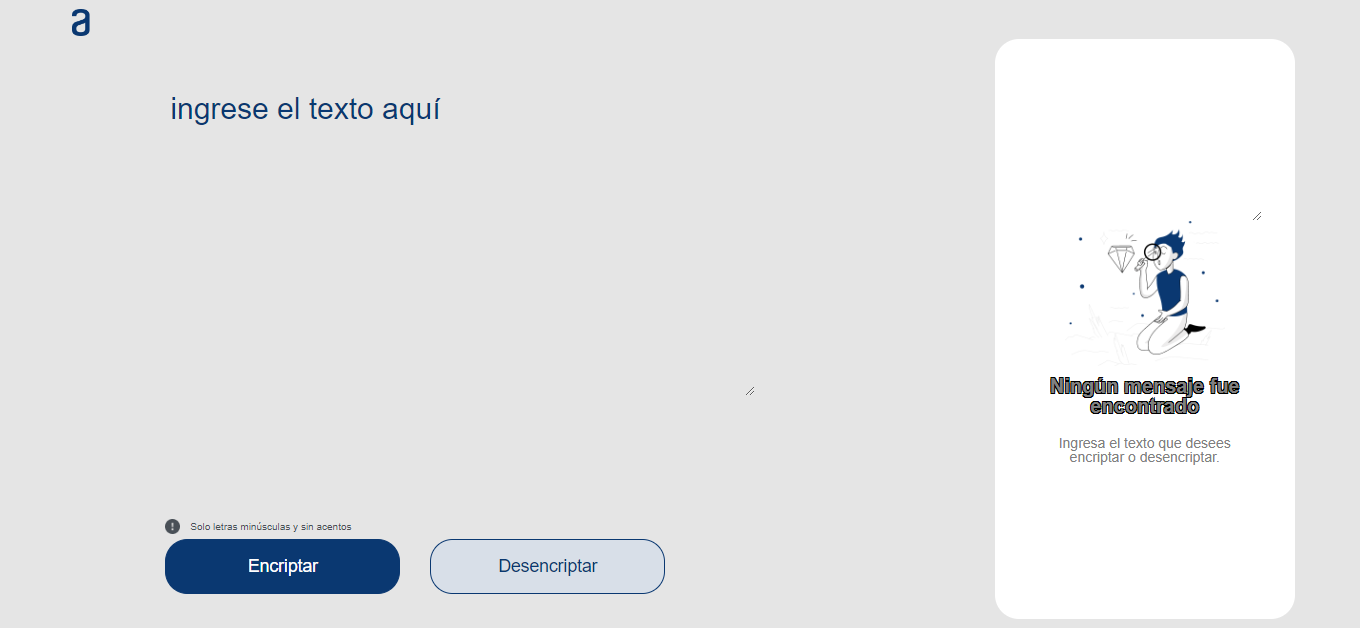 a
ingrese el texto aquí
Ningún mensaje fue
encontrado
Ingresa el texto que desees
encriptar o desencriptar.
Solo letras minúsculas y sin acentos
Encriptar
Desencriptar